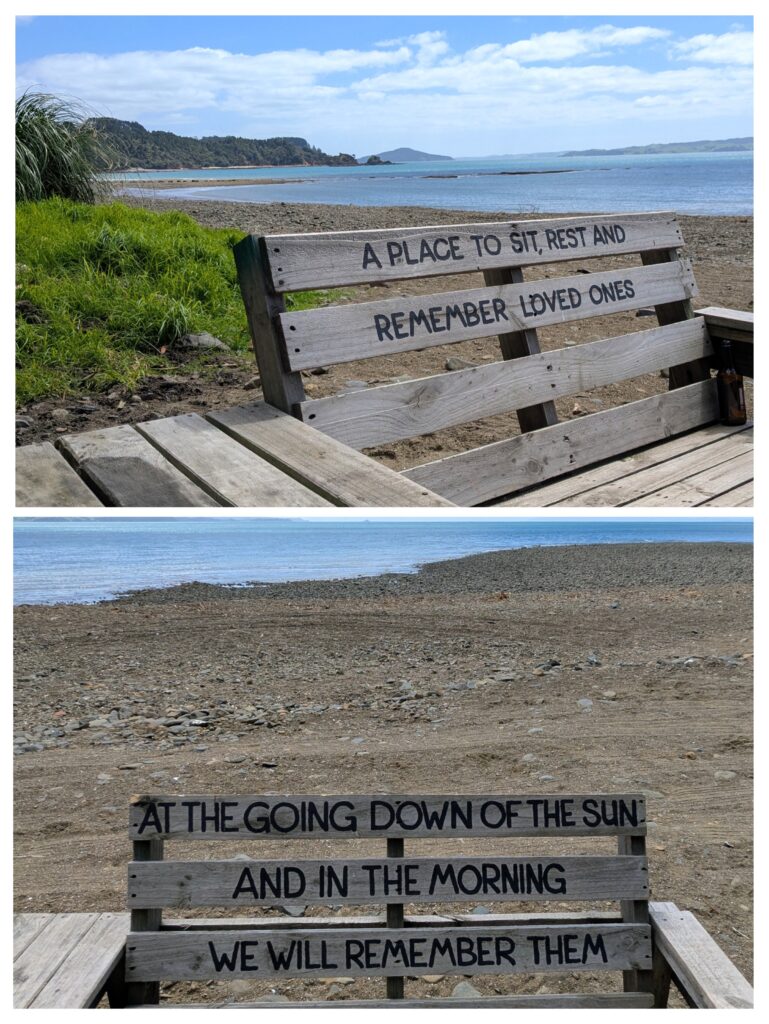 A PLACE TO SIT, REST AND
REMEMBER LOVED ONES
AT THE GOING DOWN OF THE SUN
AND IN THE MORNING
WE WILL REMEMBER THEM